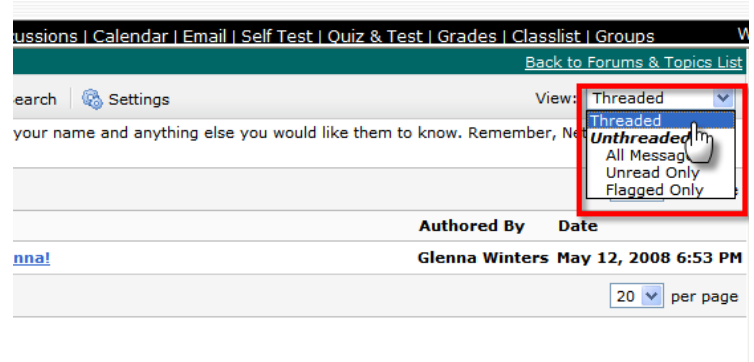 ussions | Calendar | Email | Self Test | Quiz & Test | Grades | Classlist | Groups
Back to Forums & Topics List
earch Settings View: Threaded
Threaded
your name and anything else you would like them to know. Remember,
Unthreaded
All
Unread Only
Flagged Only
Authored By Date
nna! Glenna Winters May 12, 2008 6:53 PM
20 per page